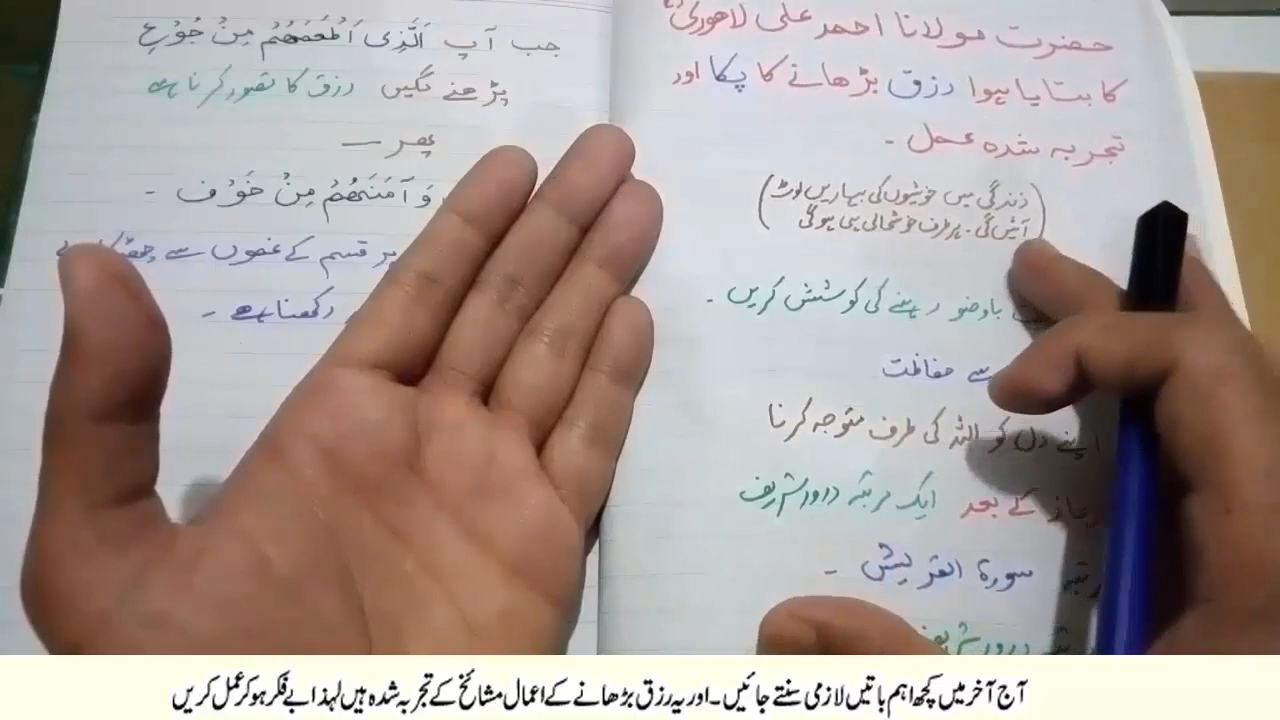 حضرت مولانا احمد علی لاہوریؒ
کا بتایا ہوا رزق بڑھانے کا پکا اور
تجربہ شدہ عمل ۔
(زندگی میں خوشیوں کی بہاریں لوٹ
آئیں گی۔ ہر طرف خوشحالی ہی ہوگی)
باوضو رہنے کی کوشش کریں ۔
سے حفاظت
اپنے دل کو اللہ کی طرف متوجہ کرنا
نماز کے بعد ایک مرتبہ درود شریف
مرتبہ سورۃ القریش ۔
درود شریف
جب آپ اَلَّذِی اَطْعَمَھُمْ مِنْ جُوْعٍ
پڑھنے لگیں رزق کا تصور کرنا ہے
پھر —
وَ آمَنَھُمْ مِنْ خَوْف ۔
ہر قسم کے غموں سے
رکھنا ہے ۔
آج آخر میں کچھ اہم باتیں لازمی سنتے جائیں۔ اور یہ رزق بڑھانے کے اعمال مشائخ کے تجربہ شدہ ہیں لہذا بے فکر ہو کر عمل کریں